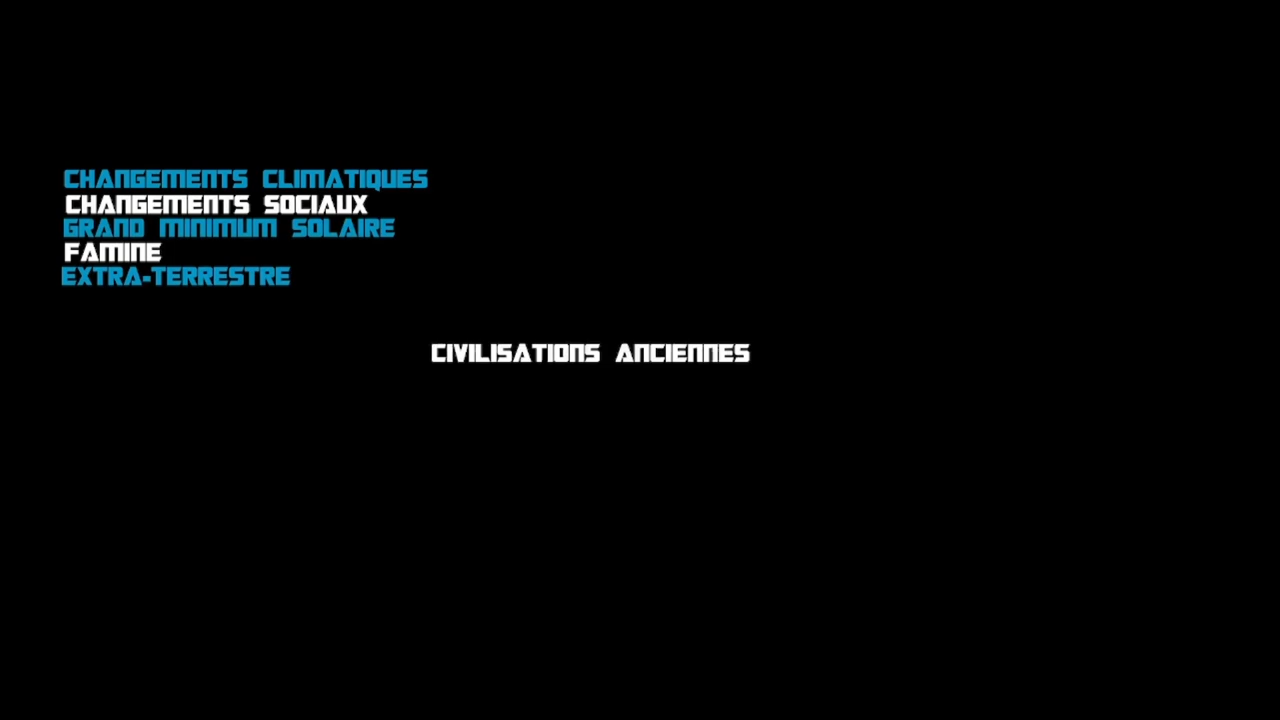 CHANGEMENTS CLIMATIQUES
CHANGEMENTS SOCIAUX
GRAND MINIMUM SOLAIRE
FAMINE
EXTRA-TERRESTRE
CIVILISATIONS ANCIENNES